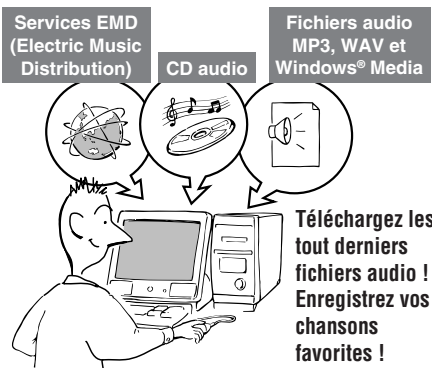 Services EMD
(Electric Music
Distribution)
CD audio
Fichiers audio
MP3, WAV et
Windows® Media
Téléchargez les
tout derniers
fichiers audio !
Enregistrez vos
chansons
favorites !